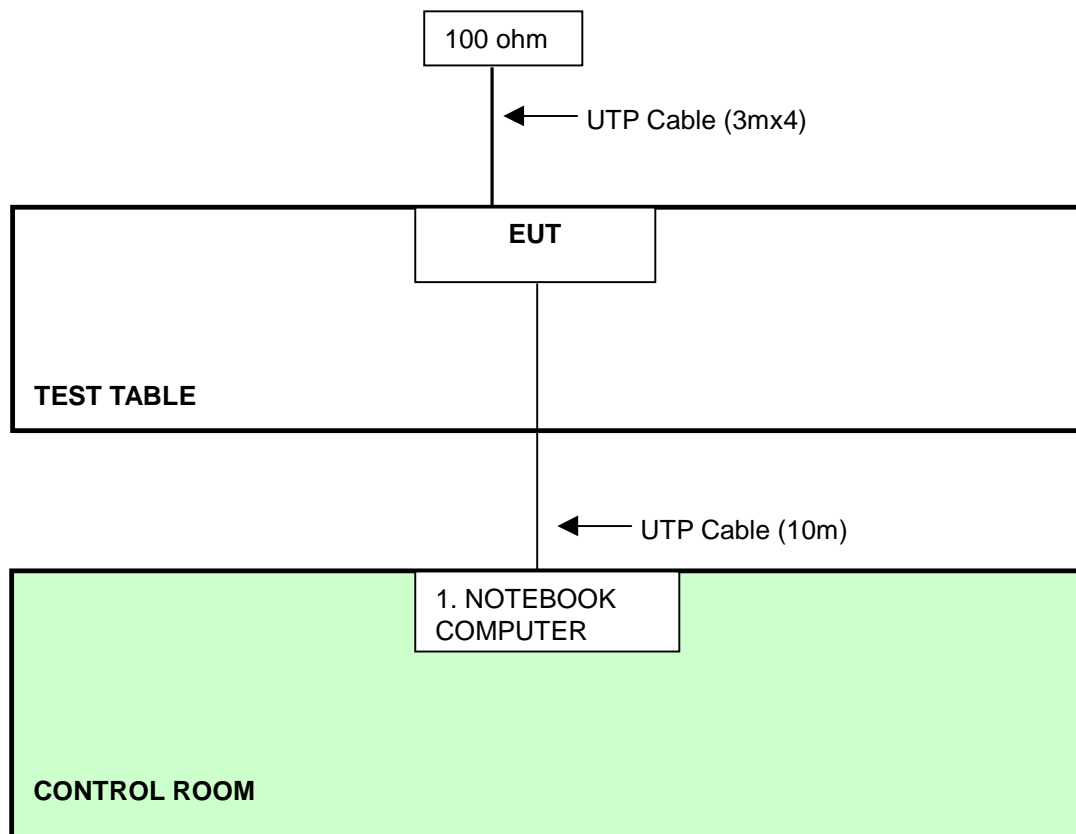 100 ohm
UTP Cable (3mx4)
EUT
TEST TABLE
UTP Cable (10m)
1. NOTEBOOK
COMPUTER
CONTROL ROOM